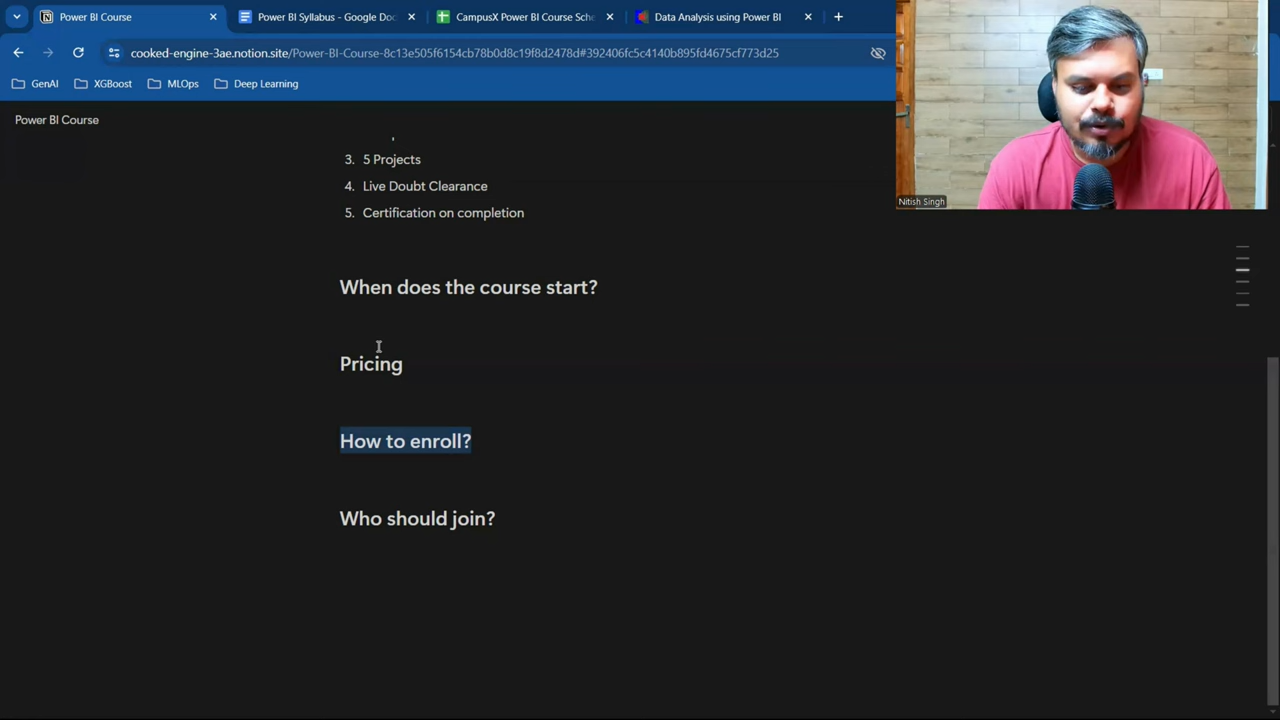 Power BI Course
Power BI Syllabus - Google Doc
CampusX Power BI Course Sche
Data Analysis using Power BI
cooked-engine-3ae.notion.site/Power-BI-Course-8c13e505f6154cb78b0d8c19f8d2478d#392406fc5c4140b895fd4675cf773d25
GenAI
XGBoost
MLOps
Deep Learning
Power BI Course
3. 5 Projects
4. Live Doubt Clearance
5. Certification on completion
Nitish Singh
When does the course start?
Pricing
How to enroll?
Who should join?